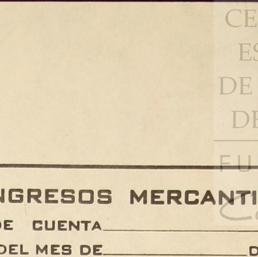 CE
ES
DE
DE
FU
NGRESOS MERCANTI
DE CUENTA
DEL MES DE D